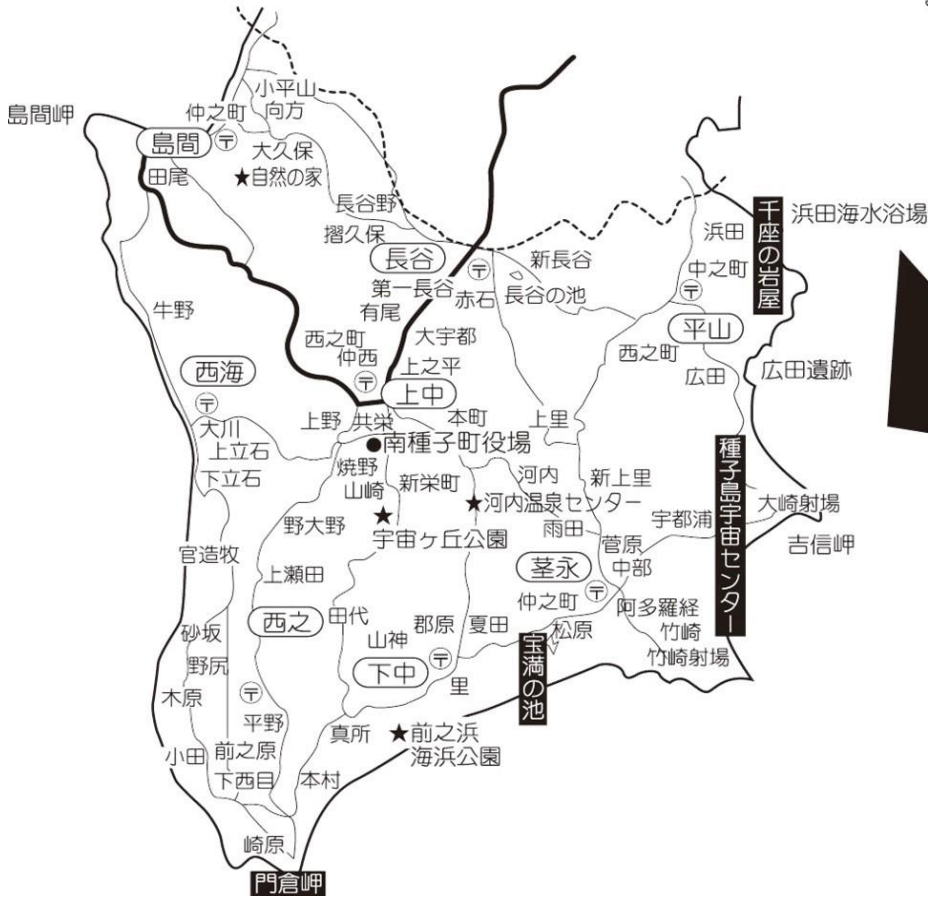 小平山
向方
島間岬
仲之町
島間
〒
大久保
田尾
★自然の家
長谷野
摺久保
長谷
〒
新長谷
長谷の池
第一長谷
赤石
有尾
浜田
中之町
〒
千座の岩屋
浜田海水浴場
平山
西之町
広田
広田遺跡
牛野
西之町
仲西
〒
大宇都
上之平
上中
西海
〒
大川
上立石
下立石
上野
共栄
本町
上里
●南種子町役場
焼野
山崎
新栄町
河内
新上里
★河内温泉センター
★
宇宙ヶ丘公園
野大野
雨田
宇都浦
種子島宇宙センター
大崎射場
吉信岬
官造牧
上瀬田
菅原
中部
茎永
〒
仲之町
阿多羅経
竹崎
竹崎射場
松原
宝満の池
西之
田代
砂坂
野尻
山神
郡原
夏田
下中
〒
里
木原
〒
平野
小田
前之原
下西目
真所
本村
★前之浜
海浜公園
崎原
門倉岬